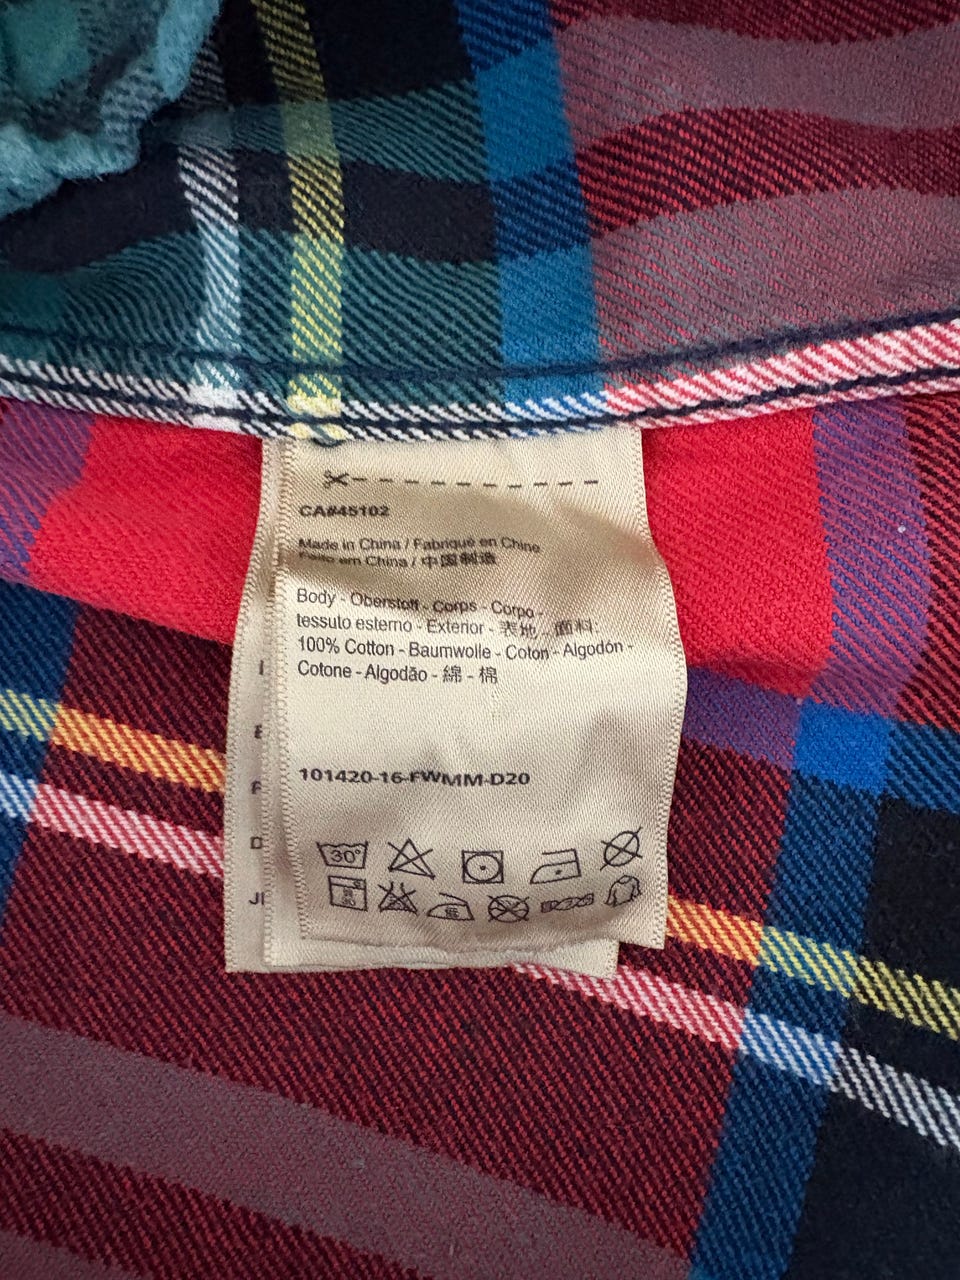 CA#45102
Made in China / Fabriqué en Chine
Feito em China / 中国制造
Body - Oberstoff - Corps - Corpo -
tessuto esterno - Exterior - 表地 - 面料:
100% Cotton - Baumwolle - Coton - Algodón -
Cotone - Algodão - 綿 - 棉
101420-16-FWMM-D20
30°